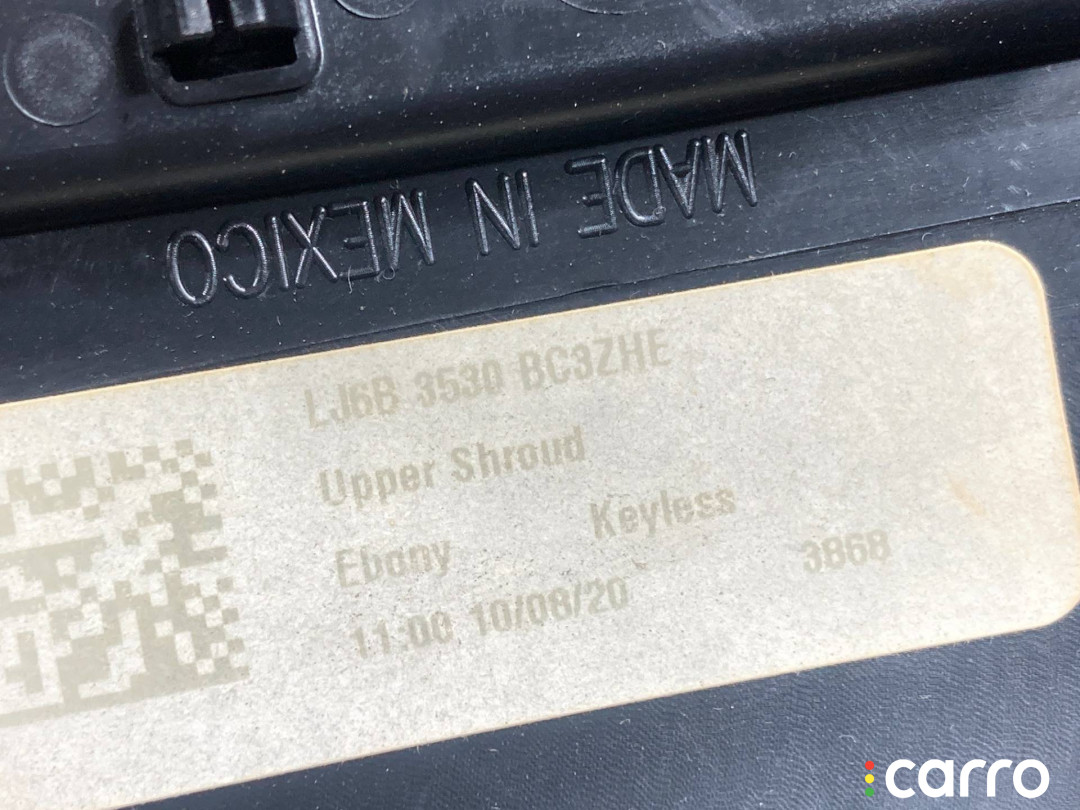 MADE IN MEXICO
LJ6B 3530 BC3ZHE
Upper Shroud
Ebony Keyless
11:00 10/08/20 3868
carro